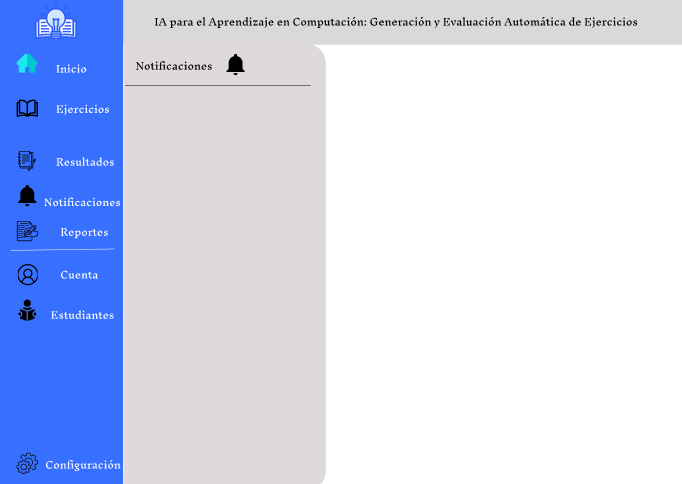 IA para el Aprendizaje en Computación: Generación y Evaluación Automática de Ejercicios
Inicio
Ejercicios
Resultados
Notificaciones
Reportes
Cuenta
Estudiantes
Configuración
Notificaciones